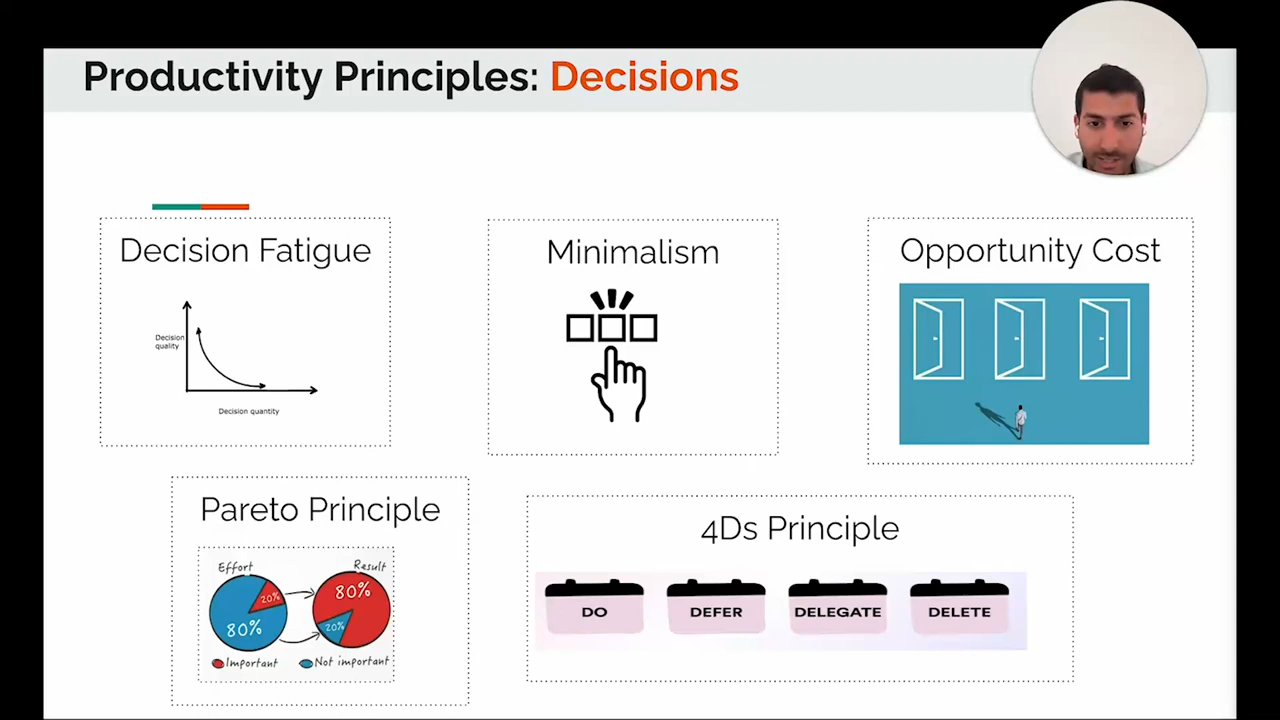 Productivity Principles: Decisions
Decision Fatigue
Decision
quality
Decision quantity
Minimalism
Opportunity Cost
Pareto Principle
Effort
Result
20%
80%
80%
20%
Important
Not important
4Ds Principle
DO
DEFER
DELEGATE
DELETE